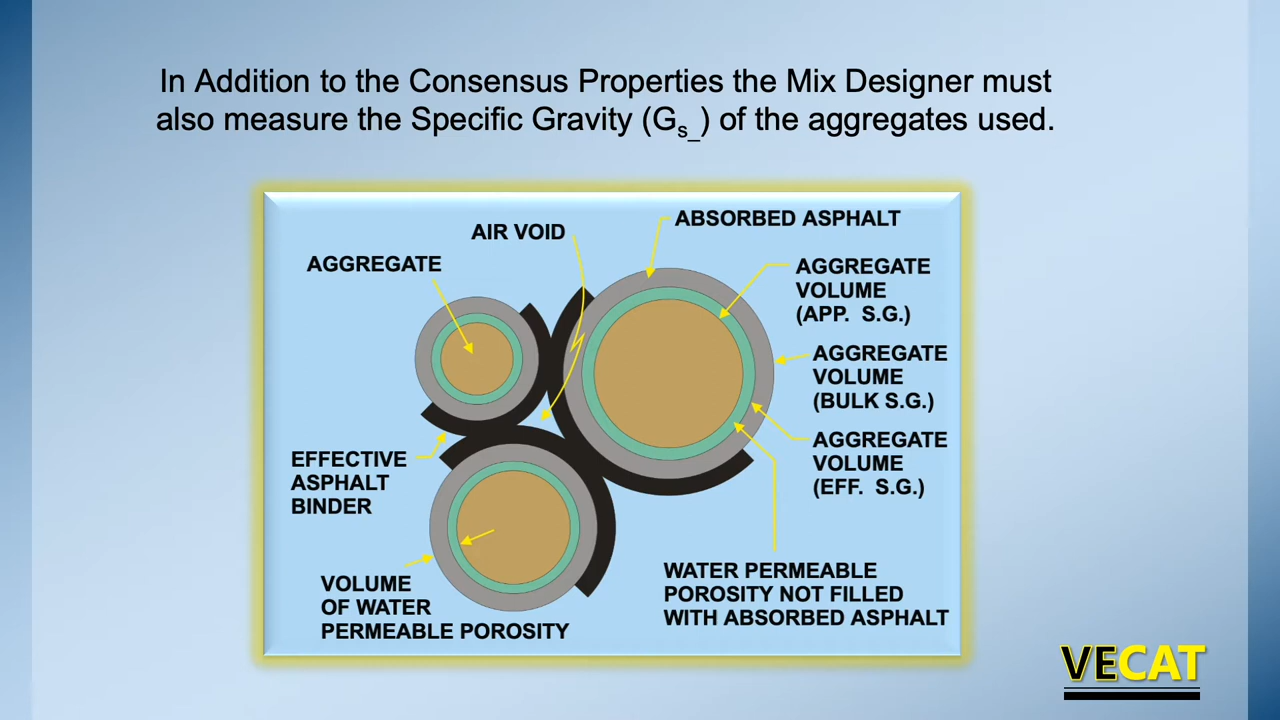 In Addition to the Consensus Properties the Mix Designer must
also measure the Specific Gravity (Gs_) of the aggregates used.
ABSORBED ASPHALT
AIR VOID
AGGREGATE
AGGREGATE
VOLUME
(APP. S.G.)
AGGREGATE
VOLUME
(BULK S.G.)
AGGREGATE
VOLUME
(EFF. S.G.)
EFFECTIVE
ASPHALT
BINDER
WATER PERMEABLE
POROSITY NOT FILLED
WITH ABSORBED ASPHALT
VOLUME
OF WATER
PERMEABLE POROSITY
VECAT